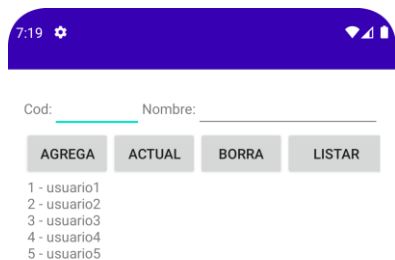 7:19
Cod: Nombre:
AGREGA ACTUAL BORRA LISTAR
1 - usuario1
2 - usuario2
3 - usuario3
4 - usuario4
5 - usuario5